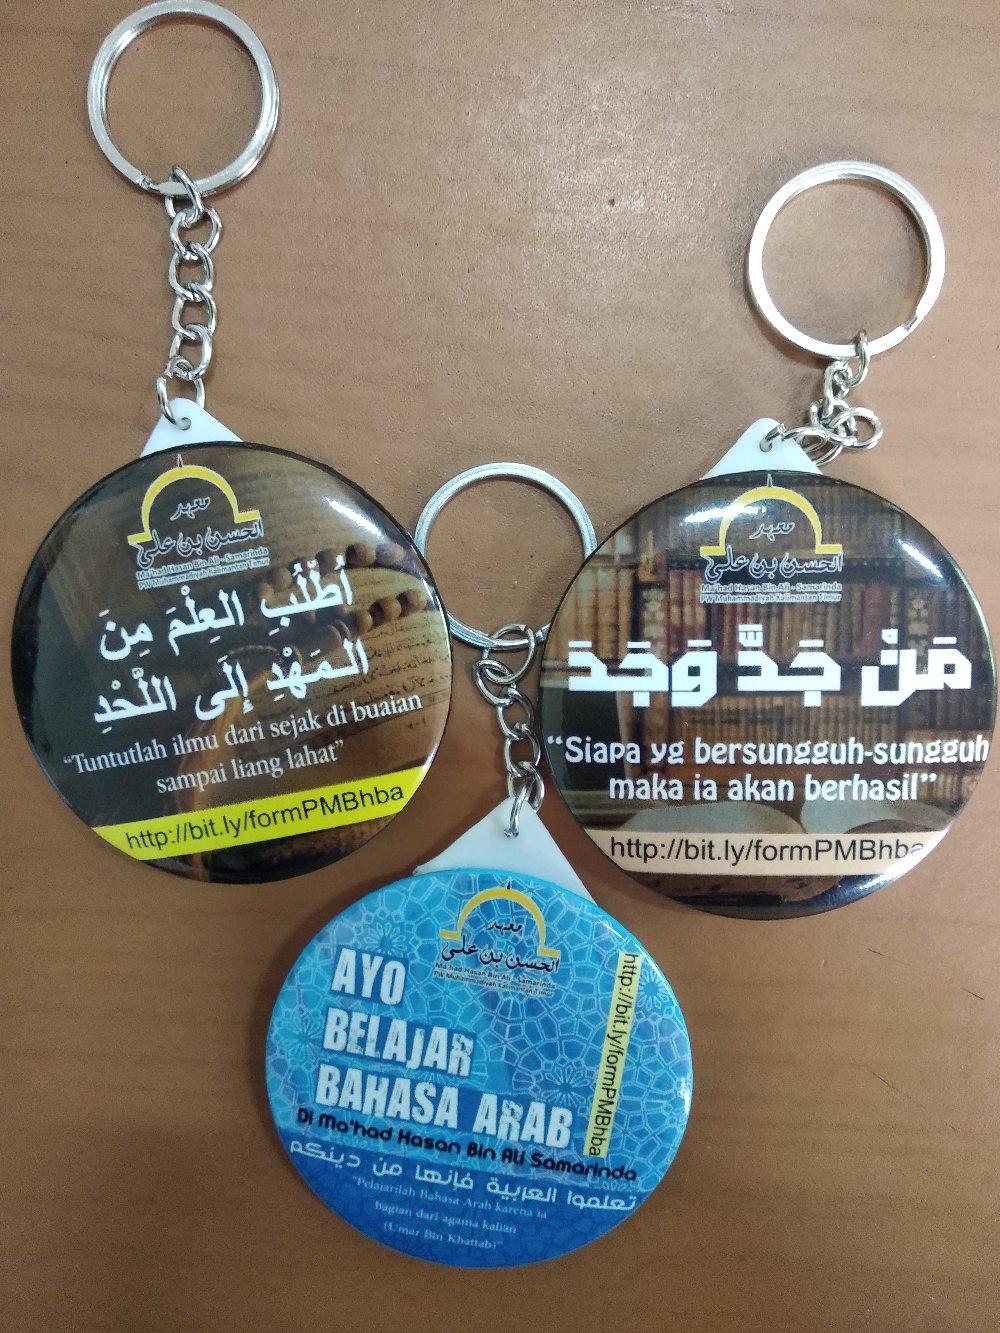 معهد
الحسن بن علي
Ma'had Hasan Bin Ali - Samarinda
PW Muhammadiyah Kalimantan Timur
اُطْلُبِ العِلْمَ مِنَ
المَهْدِ إِلَى اللَّحْدِ
"Tuntutlah ilmu dari sejak di buaian
sampai liang lahat"
http://bit.ly/formPMBhba
معهد
الحسن بن علي
Ma'had Hasan Bin Ali - Samarinda
PW Muhammadiyah Kalimantan Timur
مَنْ جَدَّ وَجَدَ
"Siapa yg bersungguh-sungguh
maka ia akan berhasil"
http://bit.ly/formPMBhba
معهد
الحسن بن علي
Ma'had Hasan Bin Ali - Samarinda
PW Muhammadiyah Kalimantan Timur
AYO
BELAJAR
BAHASA ARAB
Di Ma'had Hasan Bin Ali Samarinda
http://bit.ly/formPMBhba
تعلموا العربية فإنها من دينكم
"Pelajarilah Bahasa Arab karena ia
bagian dari agama kalian
(Umar Bin Khattab)"